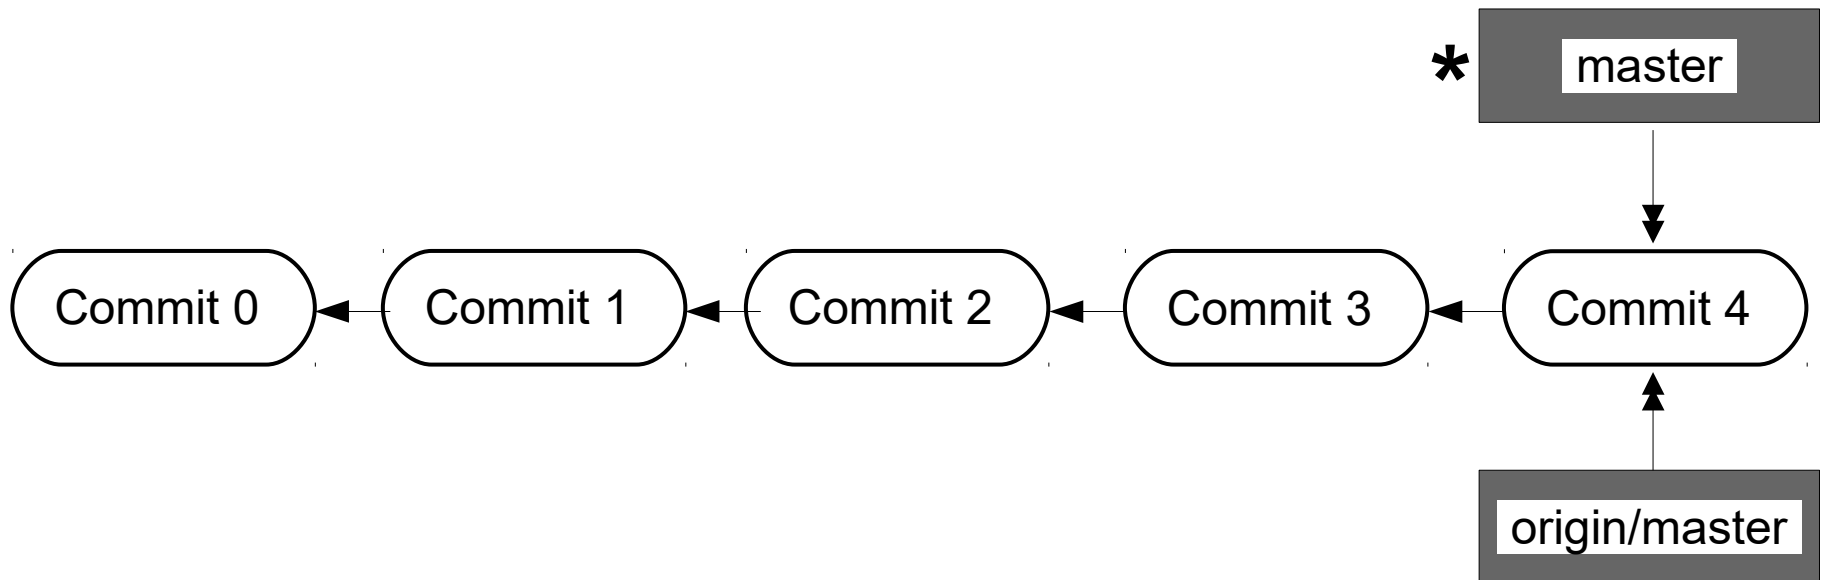 * master
Commit 0
Commit 1
Commit 2
Commit 3
Commit 4
origin/master